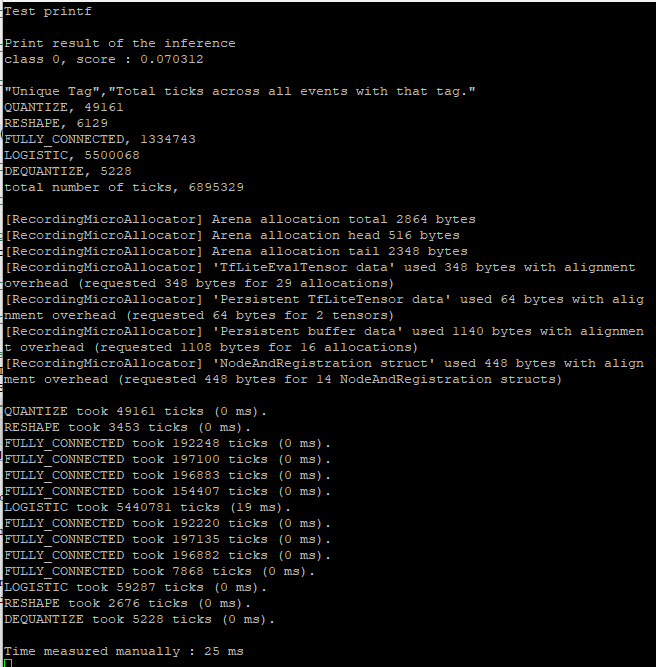 Test printf
Print result of the inference
class 0, score : 0.070312
"Unique Tag","Total ticks across all events with that tag."
QUANTIZE, 49161
RESHAPE, 6129
FULLY_CONNECTED, 1334743
LOGISTIC, 5500068
DEQUANTIZE, 5228
total number of ticks, 6895329
[RecordingMicroAllocator] Arena allocation total 2864 bytes
[RecordingMicroAllocator] Arena allocation head 516 bytes
[RecordingMicroAllocator] Arena allocation tail 2348 bytes
[RecordingMicroAllocator] 'TfLiteEvalTensor data' used 348 bytes with alignment
overhead (requested 348 bytes for 29 allocations)
[RecordingMicroAllocator] 'Persistent TfLiteTensor data' used 64 bytes with alig
nment overhead (requested 64 bytes for 2 tensors)
[RecordingMicroAllocator] 'Persistent buffer data' used 1140 bytes with alignmen
t overhead (requested 1108 bytes for 16 allocations)
[RecordingMicroAllocator] 'NodeAndRegistration struct' used 448 bytes with align
ment overhead (requested 448 bytes for 14 NodeAndRegistration structs)
QUANTIZE took 49161 ticks (0 ms).
RESHAPE took 3453 ticks (0 ms).
FULLY_CONNECTED took 192248 ticks (0 ms).
FULLY_CONNECTED took 197100 ticks (0 ms).
FULLY_CONNECTED took 196883 ticks (0 ms).
FULLY_CONNECTED took 154407 ticks (0 ms).
LOGISTIC took 5440781 ticks (19 ms).
FULLY_CONNECTED took 192220 ticks (0 ms).
FULLY_CONNECTED took 197135 ticks (0 ms).
FULLY_CONNECTED took 196882 ticks (0 ms).
FULLY_CONNECTED took 7868 ticks (0 ms).
LOGISTIC took 59287 ticks (0 ms).
RESHAPE took 2676 ticks (0 ms).
DEQUANTIZE took 5228 ticks (0 ms).
Time measured manually : 25 ms